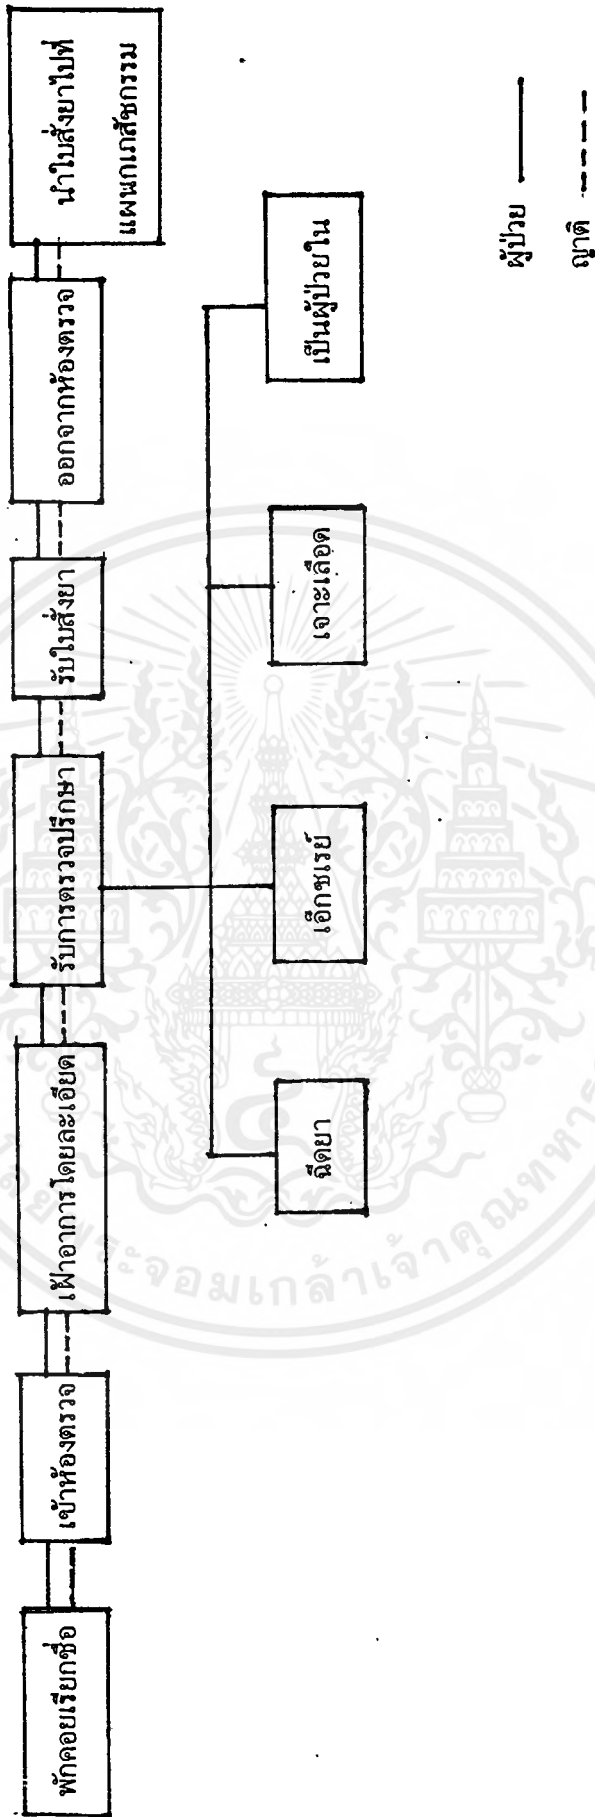 พักคอยเรียกชื่อ
เข้าห้องตรวจ
เฝ้าอาการโดยละเอียด
รับการตรวจปรึกษา
รับใบสั่งยา
ออกจากห้องตรวจ
นำใบสั่งยาไปที่
แผนกเภสัชกรรม
ฉีดยา
เอ็กซเรย์
เจาะเลือด
เป็นผู้ป่วยใน
ผู้ป่วย
ญาติ